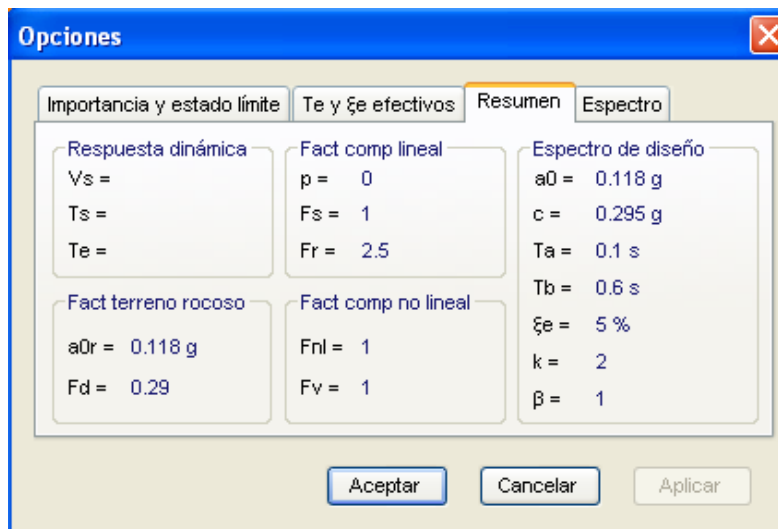 Opciones
Importancia y estado límite
Te y ξe efectivos
Resumen
Espectro
Respuesta dinámica
Vs =
Ts =
Te =
Fact comp lineal
p = 0
Fs = 1
Fr = 2.5
Espectro de diseño
a0 = 0.118 g
c = 0.295 g
Ta = 0.1 s
Tb = 0.6 s
ξe = 5 %
k = 2
β = 1
Fact terreno rocoso
a0r = 0.118 g
Fd = 0.29
Fact comp no lineal
Fnl = 1
Fv = 1
Aceptar
Cancelar
Aplicar